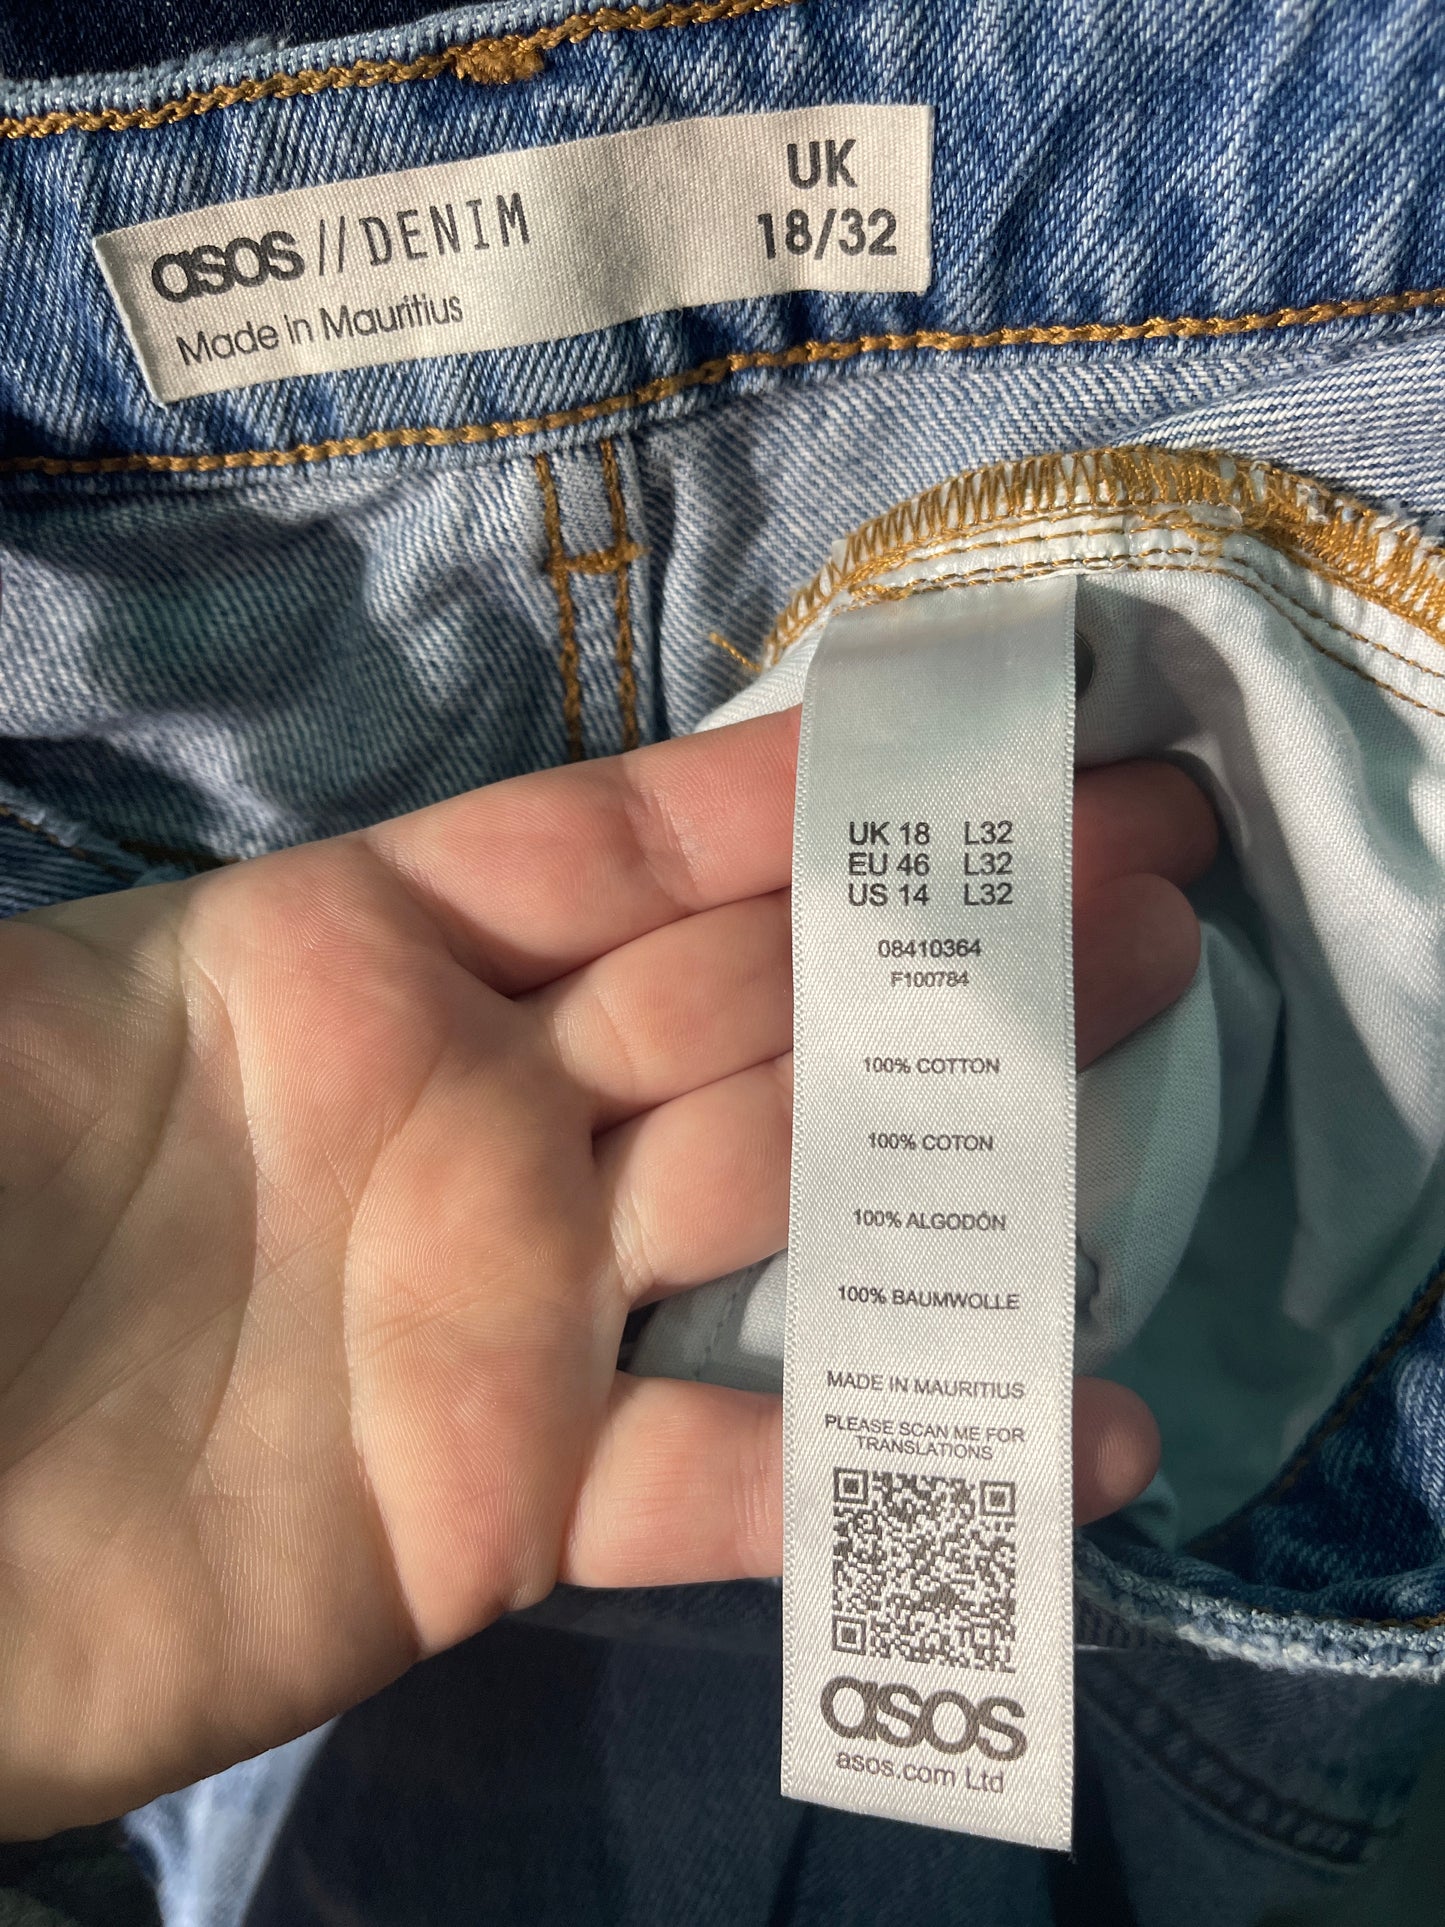 asos // DENIM
Made in Mauritius
UK
18/32
UK 18 L32
EU 46 L32
US 14 L32
08410364
F100784
100% COTTON
100% COTON
100% ALGODÓN
100% BAUMWOLLE
MADE IN MAURITIUS
PLEASE SCAN ME FOR
TRANSLATIONS
asos
asos.com Ltd